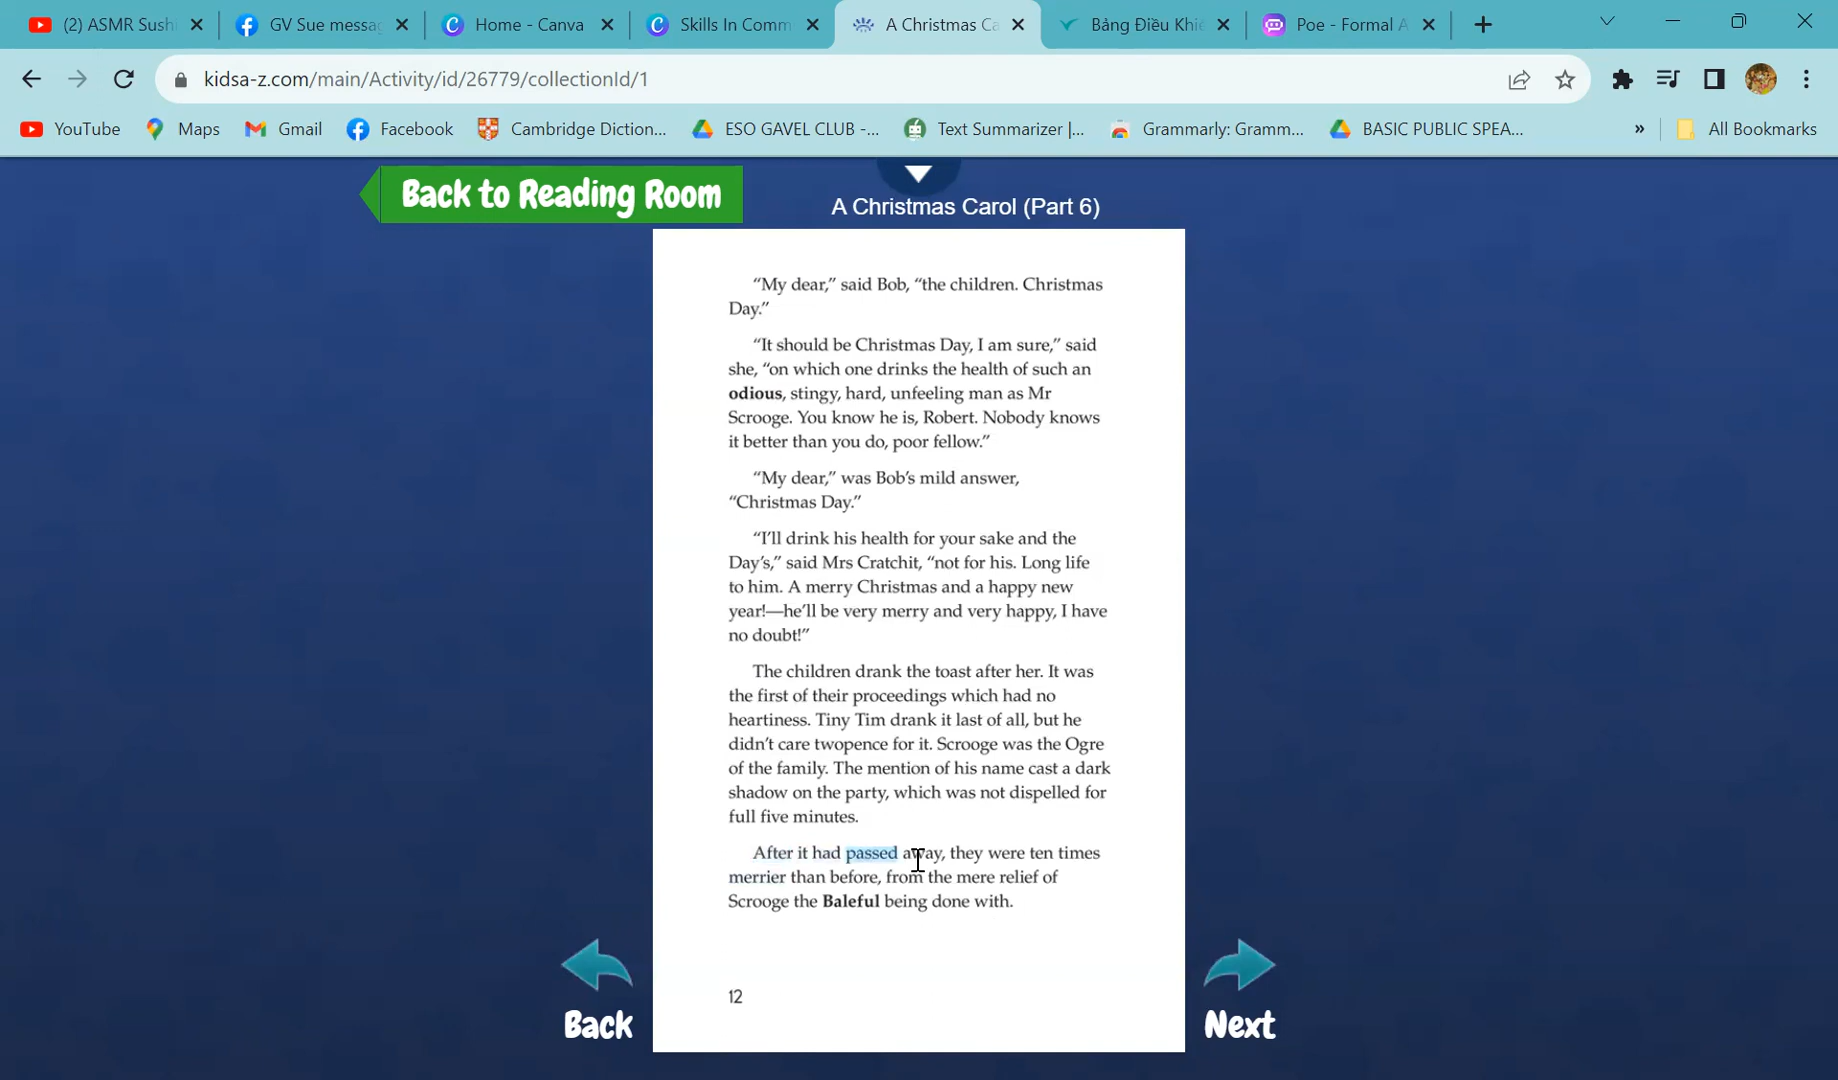 (2) ASMR Sushi
GV Sue messag
Home - Canva
Skills In Comm
A Christmas Ca
Bảng Điều Khiể
Poe - Formal A
kidsa-z.com/main/Activity/id/26779/collectionId/1
YouTube
Maps
Gmail
Facebook
Cambridge Diction...
ESO GAVEL CLUB -...
Text Summarizer |...
Grammarly: Gramm...
BASIC PUBLIC SPEA...
»
All Bookmarks
Back to Reading Room
A Christmas Carol (Part 6)
“My dear,” said Bob, “the children. Christmas
Day.”
“It should be Christmas Day, I am sure,” said
she, “on which one drinks the health of such an
odious, stingy, hard, unfeeling man as Mr
Scrooge. You know he is, Robert. Nobody knows
it better than you do, poor fellow.”
“My dear,” was Bob’s mild answer,
“Christmas Day.”
“I’ll drink his health for your sake and the
Day’s,” said Mrs Cratchit, “not for his. Long life
to him. A merry Christmas and a happy new
year!—he’ll be very merry and very happy, I have
no doubt!”
The children drank the toast after her. It was
the first of their proceedings which had no
heartiness. Tiny Tim drank it last of all, but he
didn’t care twopence for it. Scrooge was the Ogre
of the family. The mention of his name cast a dark
shadow on the party, which was not dispelled for
full five minutes.
After it had passed away, they were ten times
merrier than before, from the mere relief of
Scrooge the Baleful being done with.
12
Back
Next